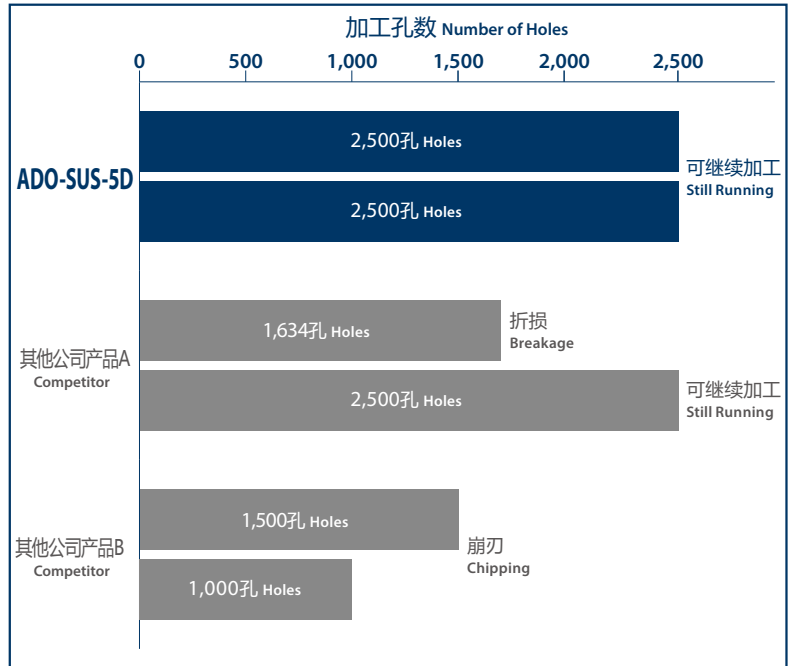 加工孔数 Number of Holes
0 500 1,000 1,500 2,000 2,500
ADO-SUS-5D
2,500孔 Holes
2,500孔 Holes
可继续加工
Still Running
其他公司产品A
Competitor
1,634孔 Holes
折损
Breakage
2,500孔 Holes
可继续加工
Still Running
其他公司产品B
Competitor
1,500孔 Holes
1,000孔 Holes
崩刃
Chipping